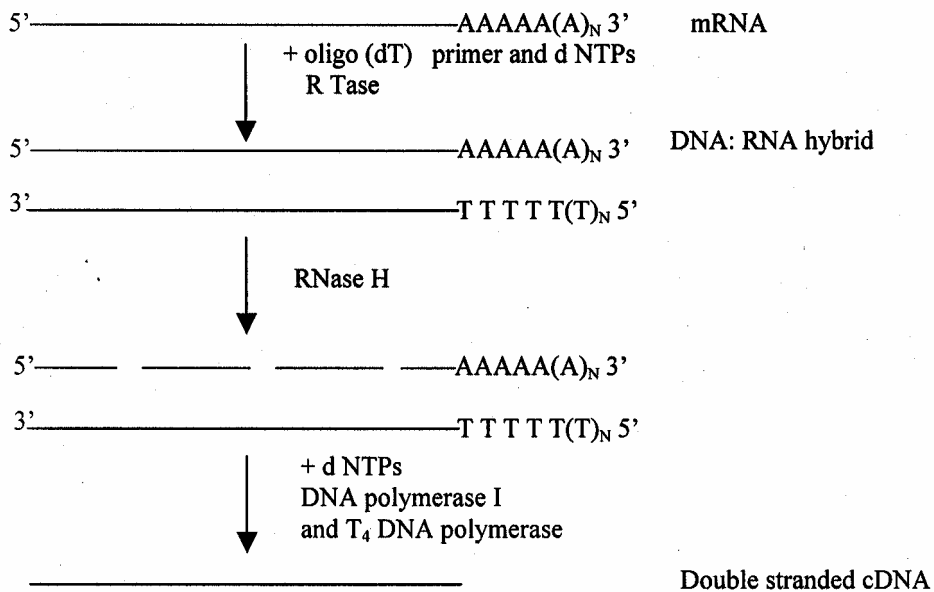 5’ AAAAA(A)N 3’ mRNA
+ oligo (dT) primer and d NTPs
R Tase
5’ AAAAA(A)N 3’ DNA: RNA hybrid
3’ T T T T T(T)N 5’
RNase H
5’ AAAAA(A)N 3’
3’ T T T T T(T)N 5’
+ d NTPs
DNA polymerase I
and T4 DNA polymerase
Double stranded cDNA